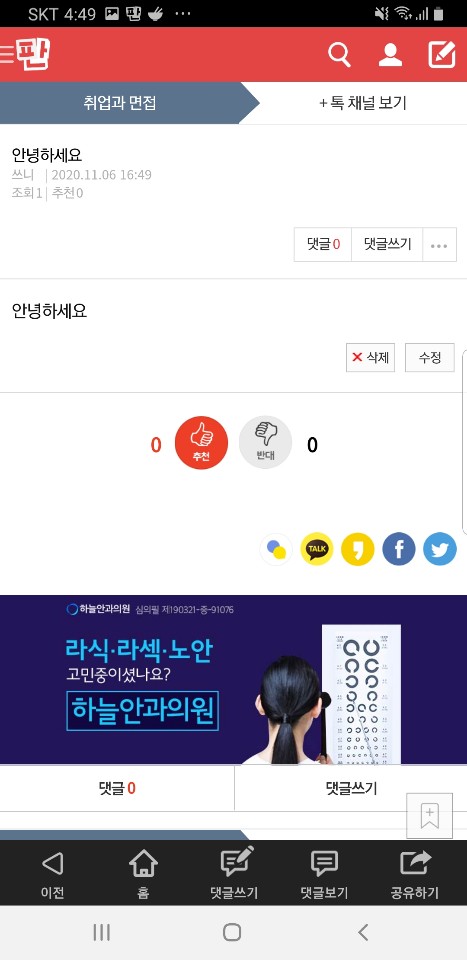 SKT 4:49
판
취업과 면접
+ 톡 채널 보기
안녕하세요
쓰니 | 2020.11.06 16:49
조회 1 | 추천 0
댓글 0
댓글쓰기
안녕하세요
삭제
수정
0
추천
반대
0
TALK
하늘안과의원 심의필 제190321-중-91076
라식·라섹·노안
고민중이셨나요?
하늘안과의원
댓글 0
댓글쓰기
이전
홈
댓글쓰기
댓글보기
공유하기